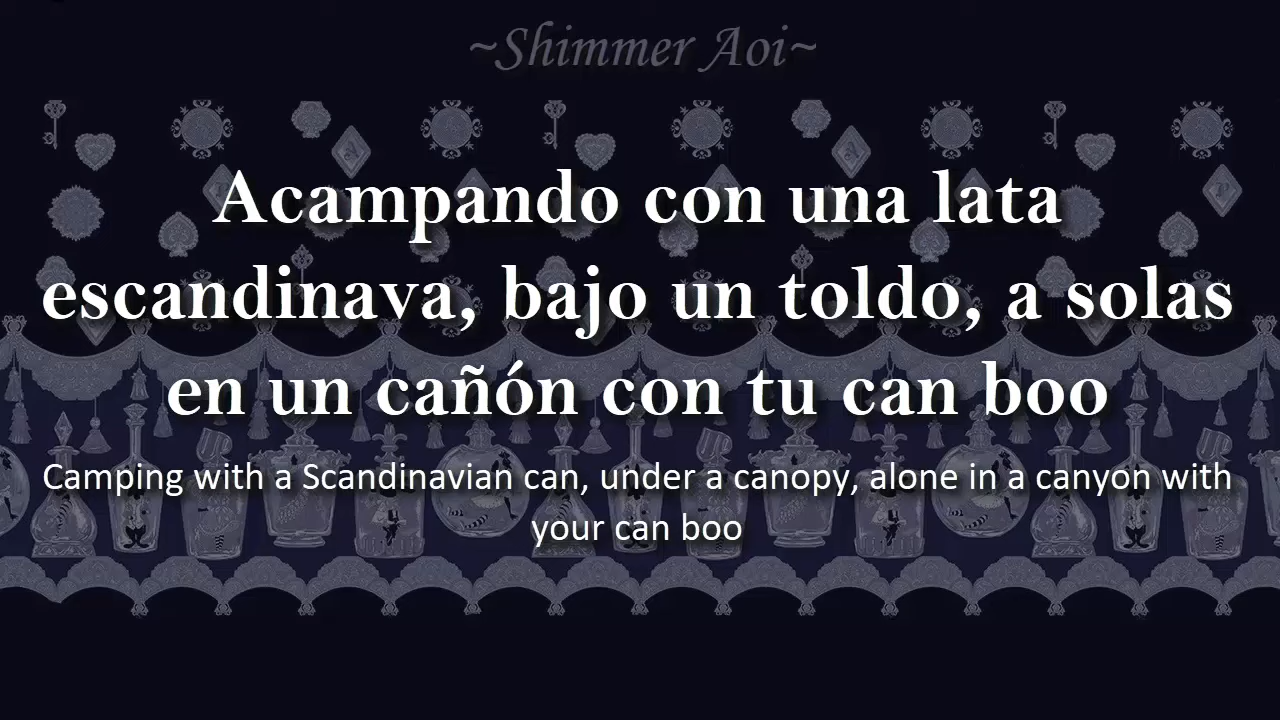 ~Shimmer Aoi~
Acampando con una lata
escandinava, bajo un toldo, a solas
en un cañón con tu can boo
Camping with a Scandinavian can, under a canopy, alone in a canyon with
your can boo